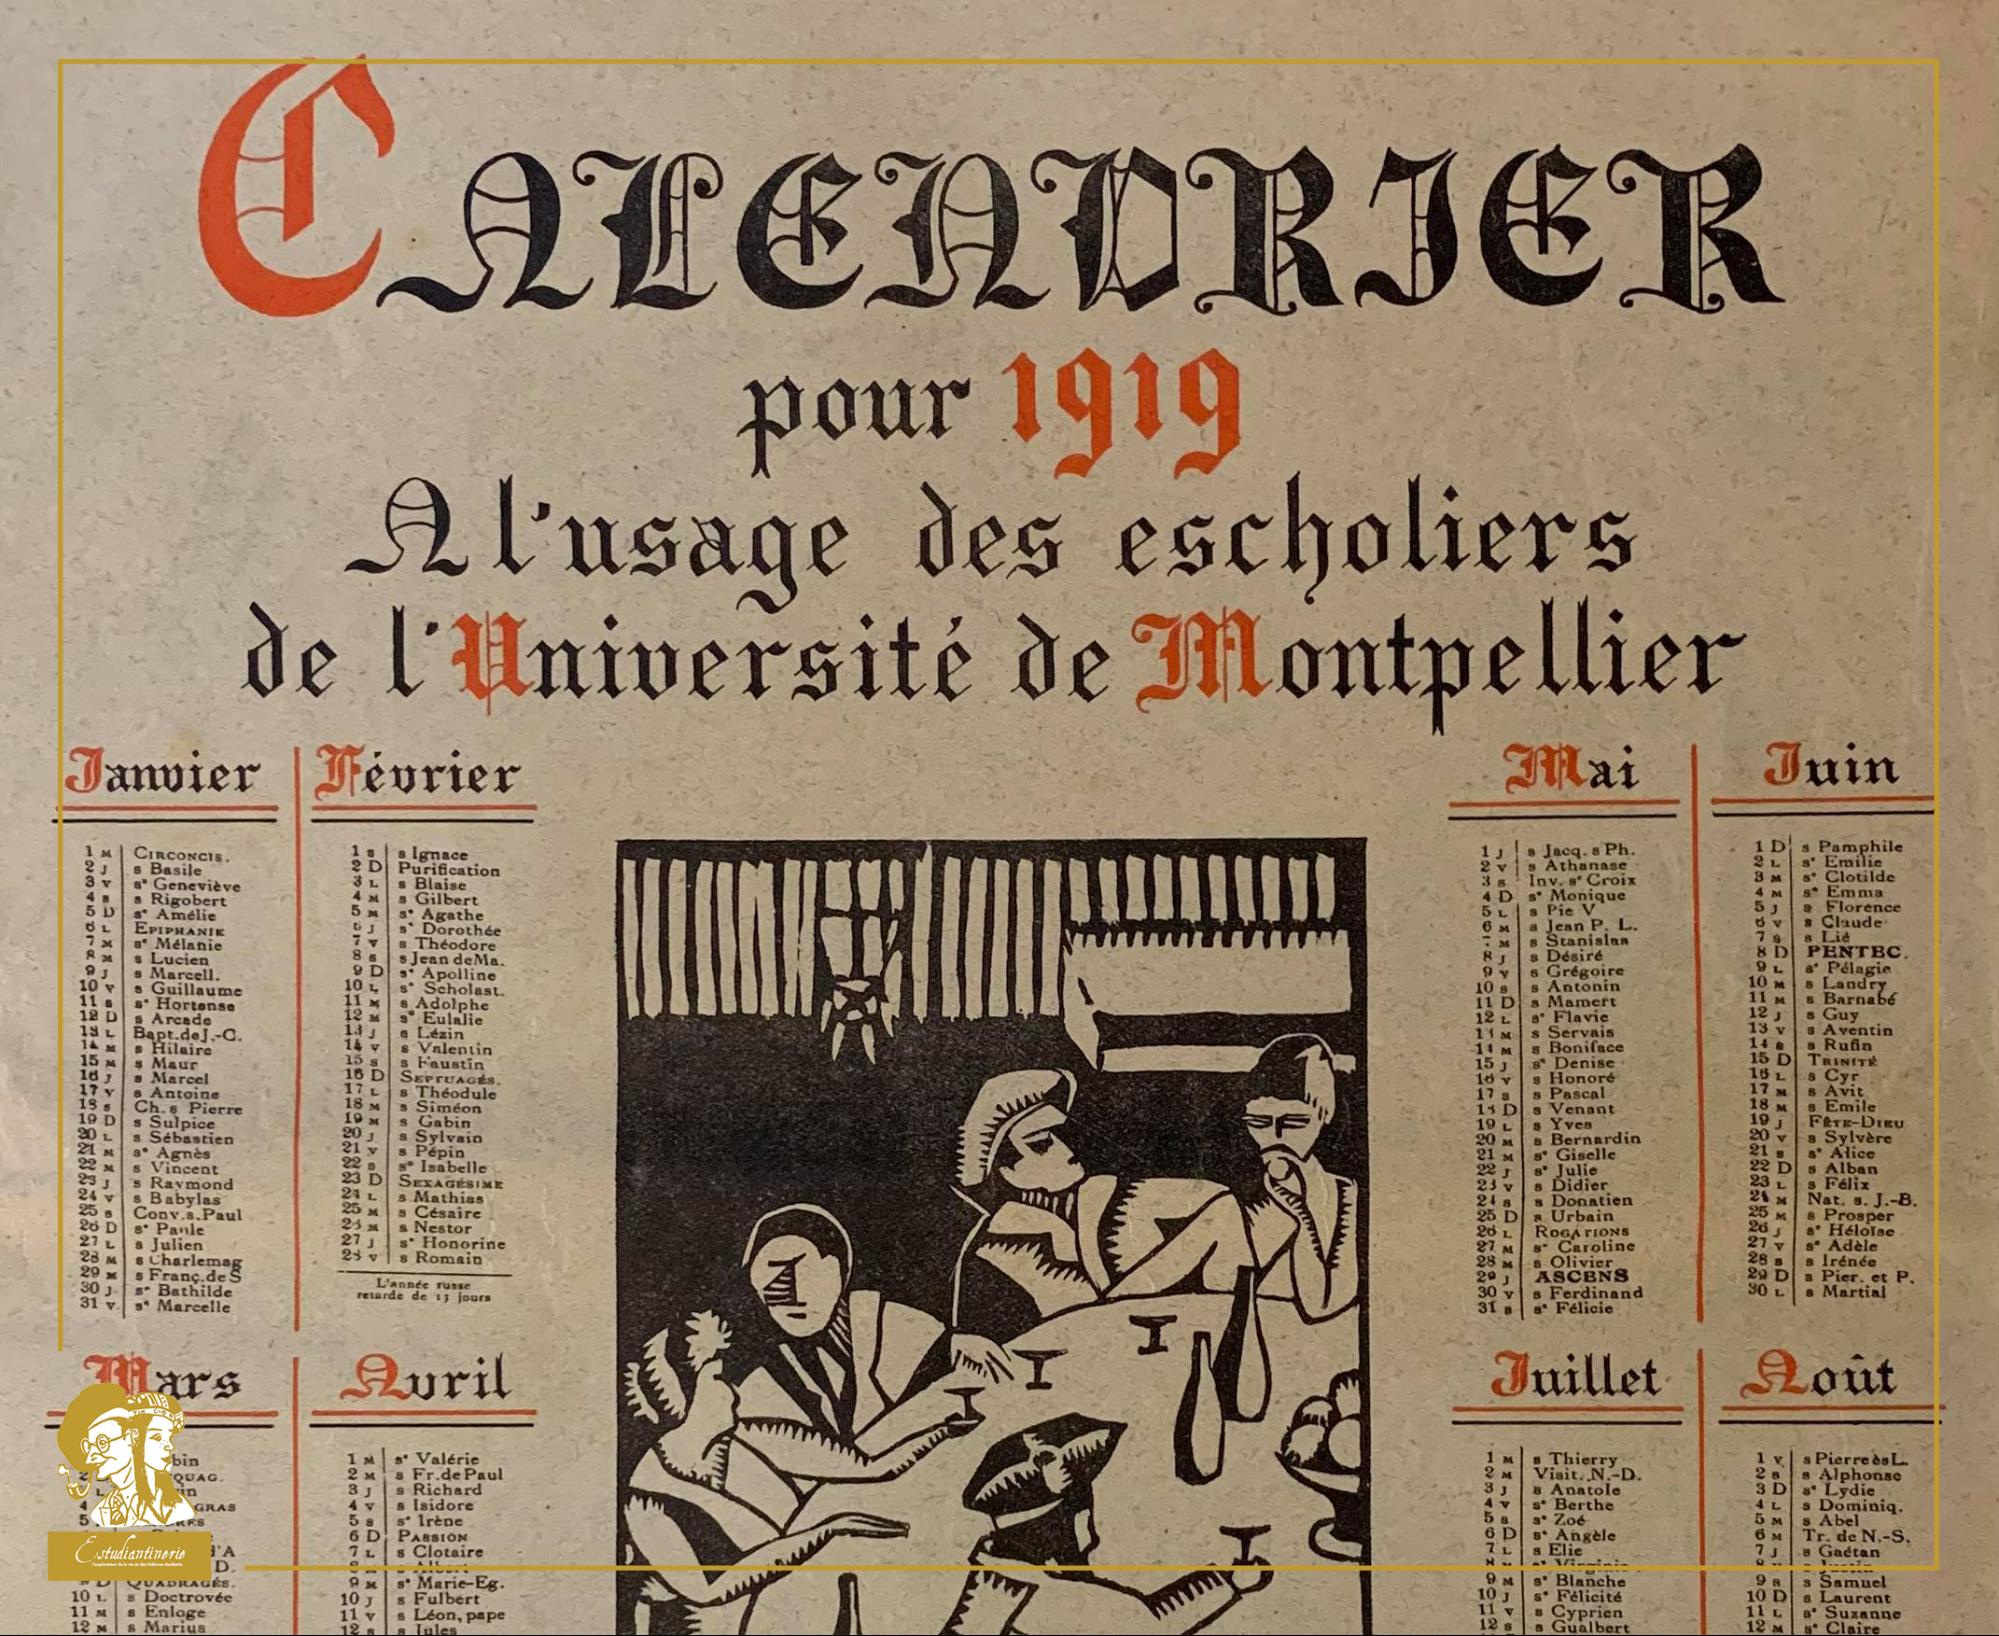 CALENDRIER
pour 1919
A l'usage des escholiers
de l'Université de Montpellier
Janvier
1 M CIRCONCIS.
2 J s Basile
3 V sᵉ Geneviève
4 s s Rigobert
5 D sᵉ Amélie
6 L EPIPHANIE
7 M sᵉ Mélanie
8 M s Lucien
9 J s Marcell.
10 V s Guillaume
11 s sᵉ Hortense
12 D s Arcade
13 L Bapt.deJ.-C.
14 M s Hilaire
15 M s Maur
16 J s Marcel
17 V s Antoine
18 s Ch. s Pierre
19 D s Sulpice
20 L s Sébastien
21 M sᵉ Agnès
22 M s Vincent
23 J s Raymond
24 V s Babylas
25 s Conv.s.Paul
26 D sᵉ Paule
27 L s Julien
28 M s Charlemag
29 M s Franç.de S
30 J sᵉ Bathilde
31 V sᵉ Marcelle
Février
1 s s Ignace
2 D Purification
3 L s Blaise
4 M s Gilbert
5 M sᵉ Agathe
6 J sᵉ Dorothée
7 V s Théodore
8 s s Jean deMa.
9 D sᵉ Apolline
10 L sᵉ Scholast.
11 M s Adolphe
12 M sᵉ Eulalie
13 J s Lézin
14 V s Valentin
15 s s Faustin
16 D SEPTUAGÉS.
17 L s Théodule
18 M s Siméon
19 M s Gabin
20 J s Sylvain
21 V s Pépin
22 s sᵉ Isabelle
23 D SEXAGÉSIME
24 L s Mathias
25 M s Césaire
26 M s Nestor
27 J sᵉ Honorine
28 V s Romain
L'année russe
retarde de 13 jours
Mai
1 J s Jacq. s Ph.
2 V s Athanase
3 s Inv. sᵉ Croix
4 D sᵉ Monique
5 L s Pie V
6 M s Jean P. L.
7 M s Stanislas
8 J s Désiré
9 V s Grégoire
10 s s Antonin
11 D s Mamert
12 L sᵉ Flavie
13 M s Servais
14 M s Boniface
15 J sᵉ Denise
16 V s Honoré
17 s s Pascal
18 D s Venant
19 L s Yves
20 M s Bernardin
21 M sᵉ Giselle
22 J sᵉ Julie
23 V s Didier
24 s s Donatien
25 D s Urbain
26 L ROGATIONS
27 M sᵉ Caroline
28 M s Olivier
29 J ASCENS
30 V s Ferdinand
31 s sᵉ Félicie
Juin
1 D s Pamphile
2 L sᵉ Emilie
3 M sᵉ Clotilde
4 M sᵉ Emma
5 J s Florence
6 V s Claude
7 s s Lié
8 D PENTEC.
9 L sᵉ Pélagie
10 M s Landry
11 M s Barnabé
12 J s Guy
13 V s Aventin
14 s s Rufin
15 D TRINITÉ
16 L s Cyr
17 M s Avit
18 M s Emile
19 J FÊTE-DIEU
20 V s Sylvère
21 s sᵉ Alice
22 D s Alban
23 L s Félix
24 M Nat. s. J.-B.
25 M s Prosper
26 J sᵉ Héloïse
27 V sᵉ Adèle
28 s s Irénée
29 D s Pier. et P.
30 L s Martial
Mars
bin
QUAG.
in
4 GRAS
5
D.
9 D QUADRAGÉS.
10 L s Doctrovée
11 M s Enloge
12 M s Marius
Avril
1 M sᵉ Valérie
2 M s Fr.de Paul
3 J s Richard
4 V s Isidore
5 s sᵉ Irène
6 D PASSION
7 L s Clotaire
8 M s Albert
9 M sᵉ Marie-Eg.
10 J s Fulbert
11 V s Léon, pape
12 s s Jules
Juillet
1 M s Thierry
2 M Visit. N.-D.
3 J s Anatole
4 V sᵉ Berthe
5 s sᵉ Zoé
6 D sᵉ Angèle
7 L s Elie
8 M sᵉ Virginie
9 M sᵉ Blanche
10 J sᵉ Félicité
11 V s Cyprien
12 s s Gualbert
Août
1 V s Pierre ès L.
2 s s Alphonse
3 D sᵉ Lydie
4 L s Dominiq.
5 M s Abel
6 M Tr. de N.-S.
7 J s Gaétan
8 V s Justin
9 s s Samuel
10 D s Laurent
11 L sᵉ Suzanne
12 M sᵉ Claire
Estudiantinerie